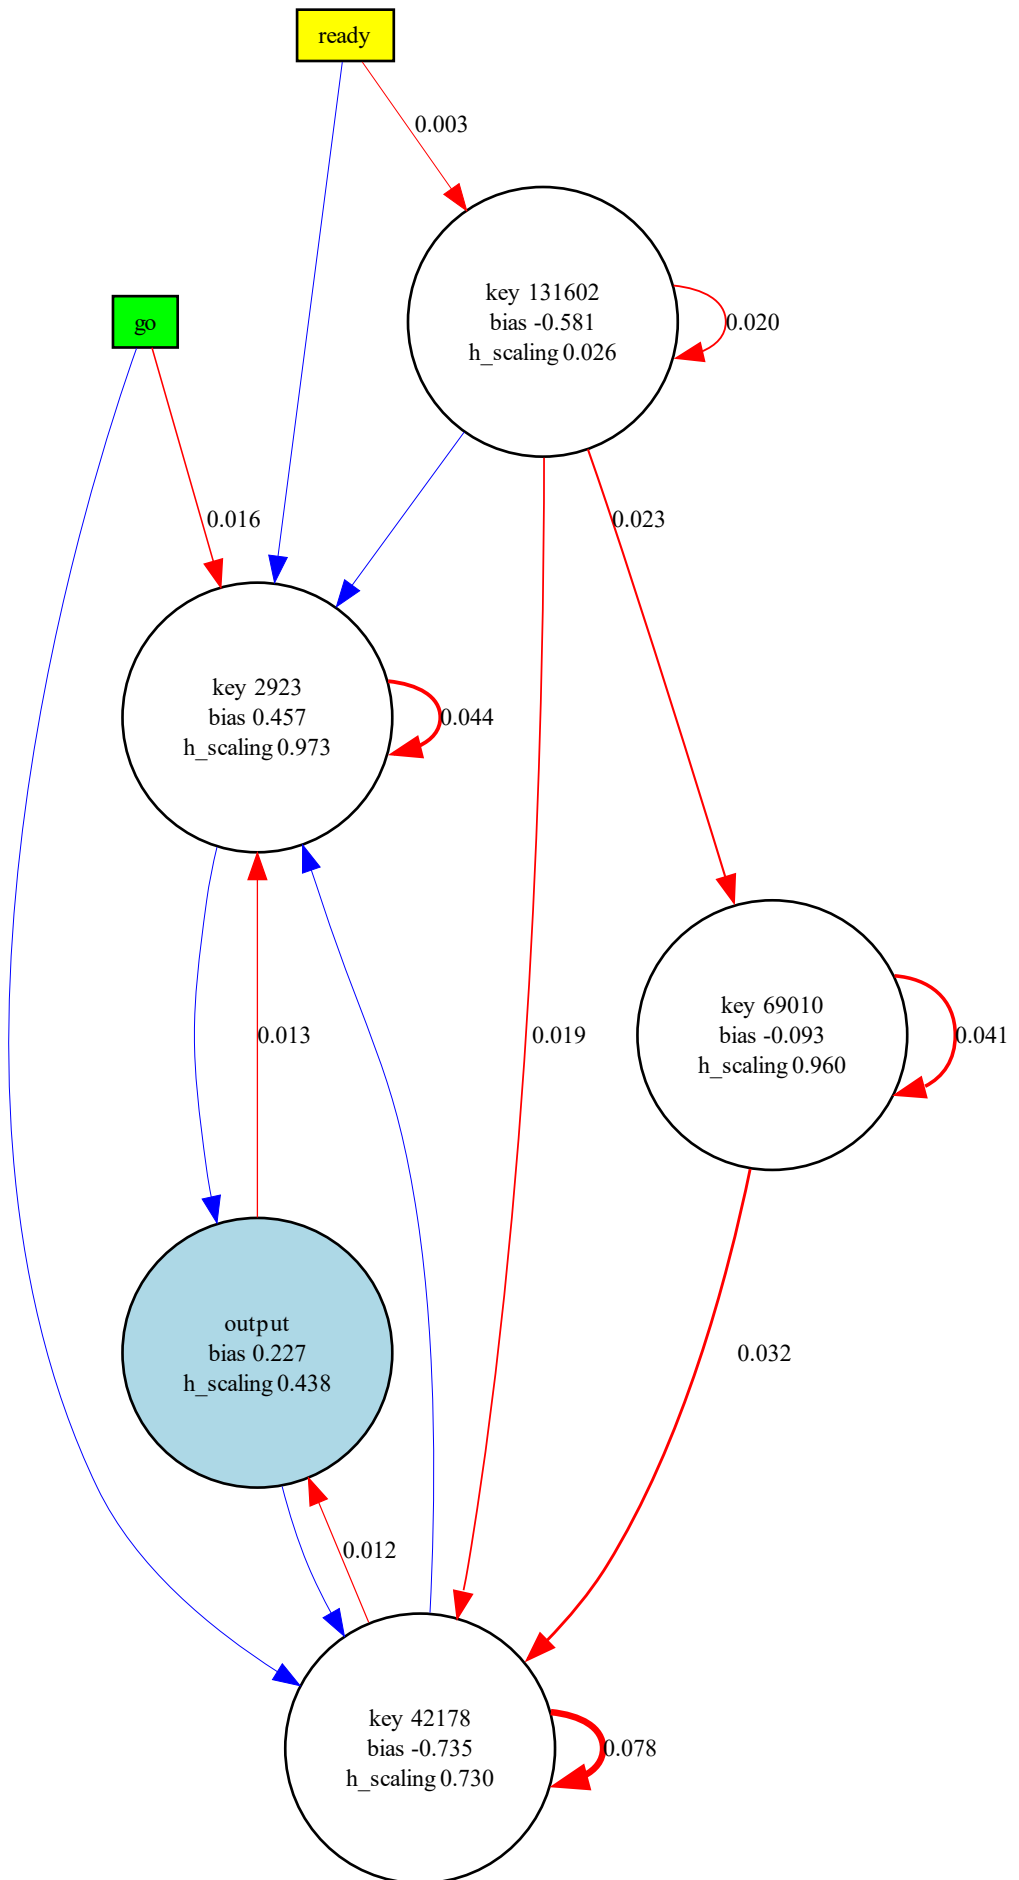 ready
0.003
key 131602
bias -0.581
h_scaling 0.026
0.020
go
0.016
0.023
key 2923
bias 0.457
h_scaling 0.973
0.044
0.013
0.019
key 69010
bias -0.093
h_scaling 0.960
0.041
output
bias 0.227
h_scaling 0.438
0.032
0.012
key 42178
bias -0.735
h_scaling 0.730
0.078